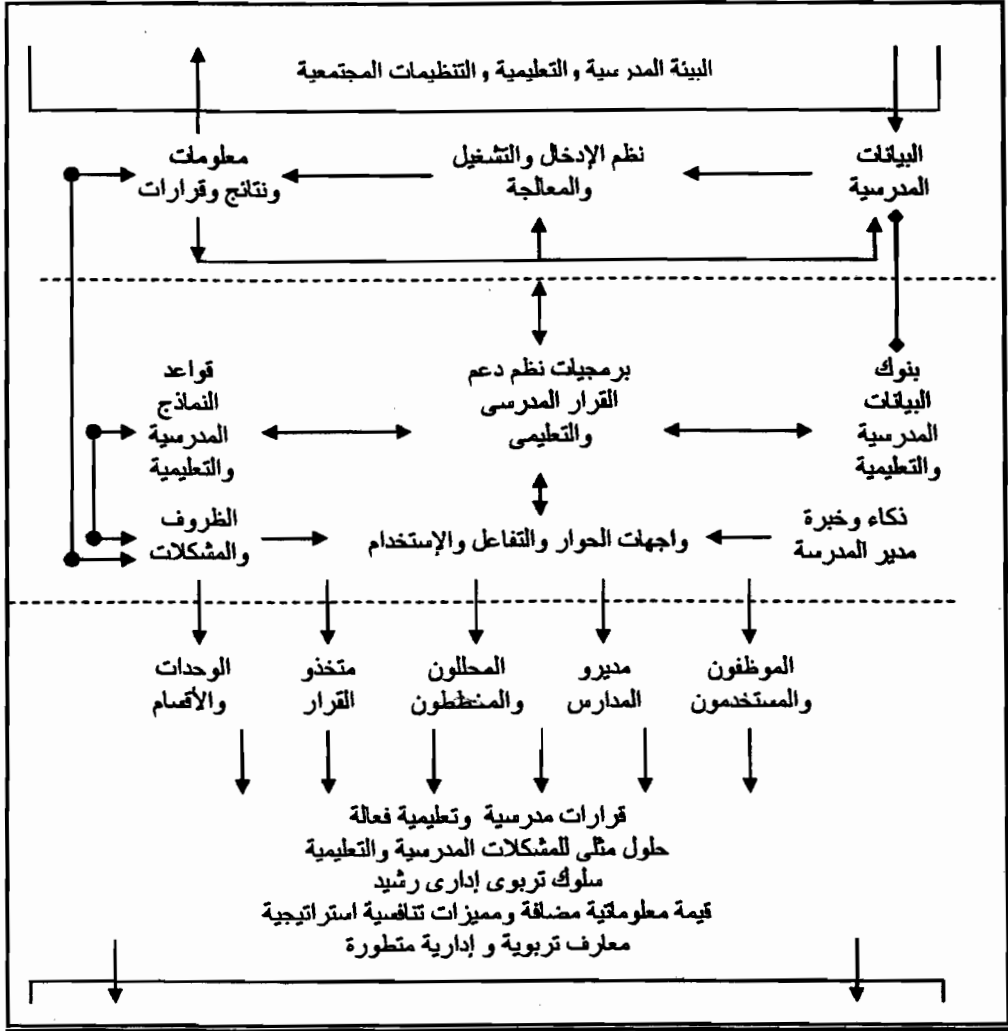 البيئة المدرسية والتعليمية والتنظيمات المجتمعية
البيانات
المدرسية
نظم الإدخال والتشغيل
والمعالجة
معلومات
ونتائج وقرارات
بنوك
البيانات
المدرسية
والتعليمية
برمجيات نظم دعم
القرار المدرسى
والتعليمى
قواعد
النماذج
المدرسية
والتعليمية
ذكاء وخبرة
مدير المدرسة
واجهات الحوار والتفاعل والإستخدام
الظروف
والمشكلات
الموظفون
والمستخدمون
مديرو
المدارس
المحللون
والمخططون
متخذو
القرار
الوحدات
والأقسام
قرارات مدرسية وتعليمية فعالة
حلول مثلى للمشكلات المدرسية والتعليمية
سلوك تربوى إدارى رشيد
قيمة معلوماتية مضافة ومميزات تنافسية استراتيجية
معارف تربوية و إدارية متطورة